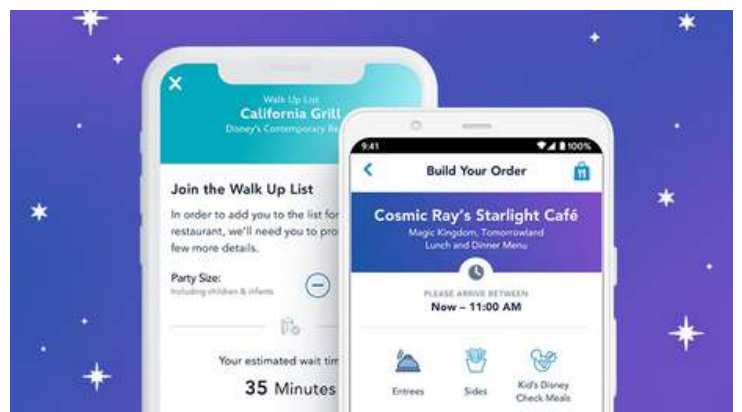 Walk Up List
California Grill
Disney's Contemporary Re
Join the Walk Up List
In order to add you to the list for
restaurant, we'll need you to pro
few more details.
Party Size:
Including children & infants
Your estimated wait tim
35 Minutes
9:41
100%
Build Your Order
Cosmic Ray's Starlight Café
Magic Kingdom, Tomorrowland
Lunch and Dinner Menu
PLEASE ARRIVE BETWEEN
Now – 11:00 AM
Entrees
Sides
Kid's Disney
Check Meals